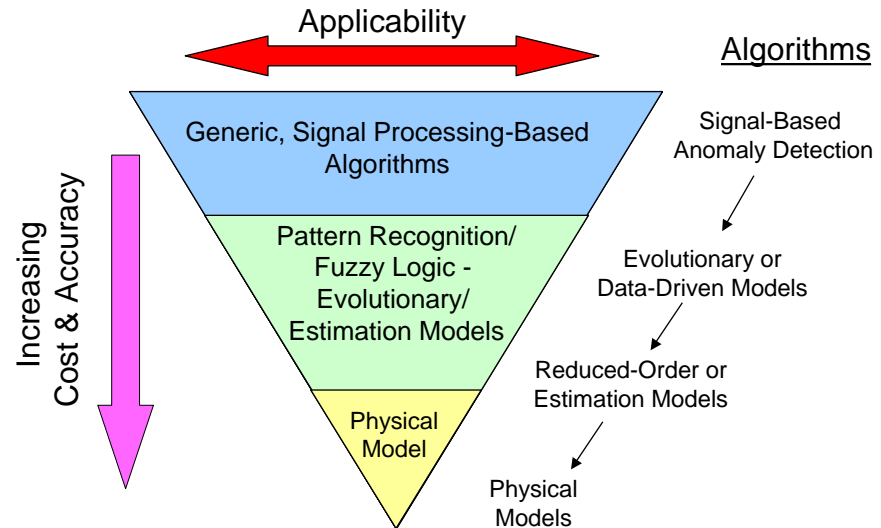 Applicability
Algorithms
Generic, Signal Processing-Based
Algorithms
Signal-Based
Anomaly Detection
Increasing
Cost & Accuracy
Pattern Recognition/
Fuzzy Logic -
Evolutionary/
Estimation Models
Evolutionary or
Data-Driven Models
Reduced-Order or
Estimation Models
Physical
Model
Physical
Models